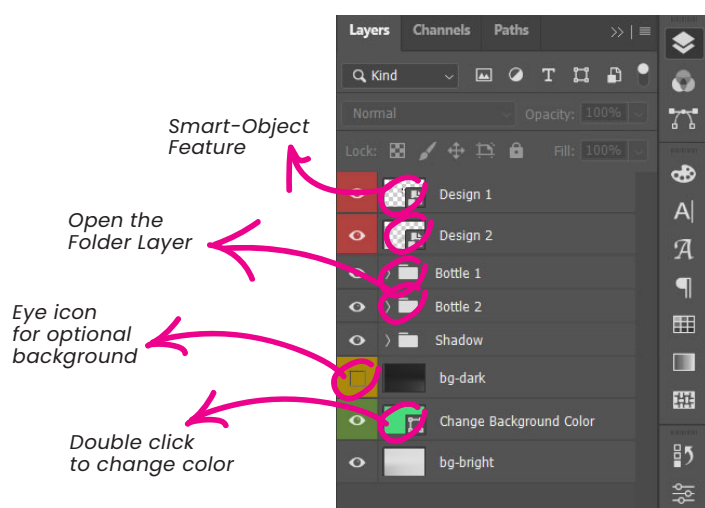 Layers Channels Paths
Kind
T
Normal Opacity: 100%
Lock: Fill: 100%
Smart-Object
Feature
Design 1
Design 2
Open the
Folder Layer
Bottle 1
Bottle 2
Eye icon
for optional
background
Shadow
bg-dark
Change Background Color
Double click
to change color
bg-bright
A
A